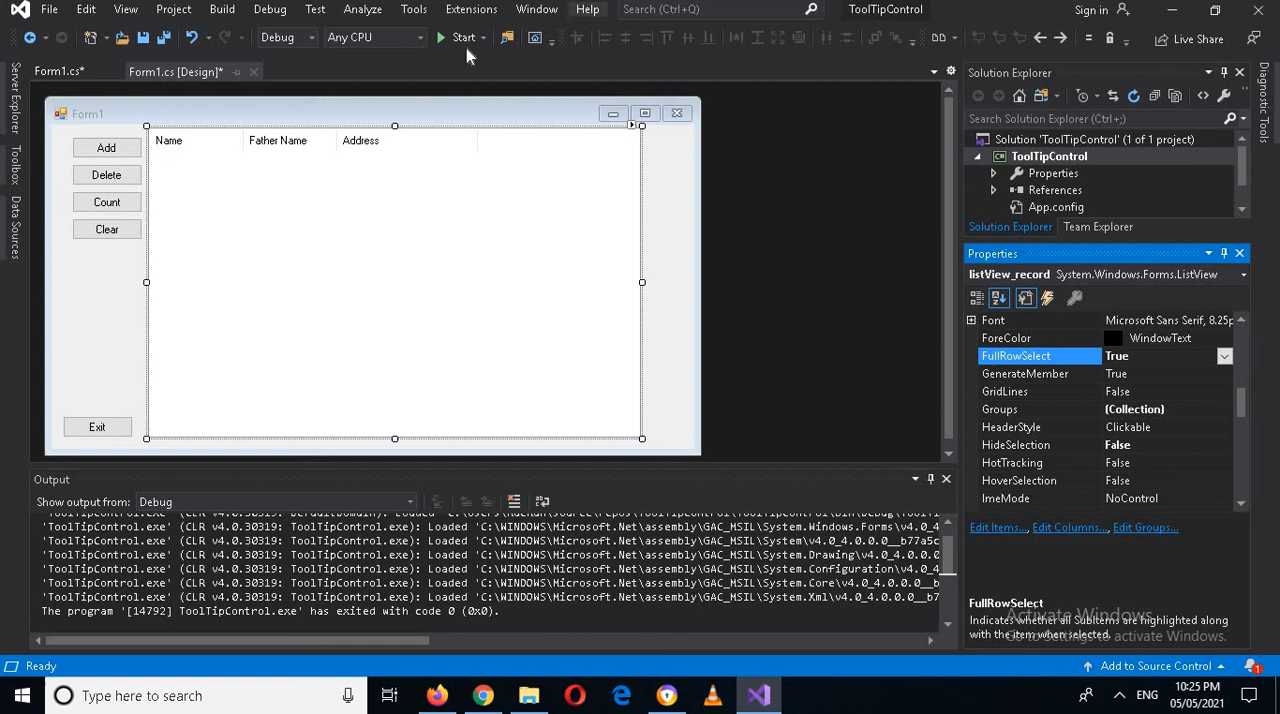 File Edit View Project Build Debug Test Analyze Tools Extensions Window Help Search (Ctrl+Q) ToolTipControl Sign in
Debug Any CPU Start Live Share
Form1.cs* Form1.cs [Design]*
Server Explorer
Toolbox
Data Sources
Form1
Name Father Name Address
Add
Delete
Count
Clear
Exit
Solution Explorer
Search Solution Explorer (Ctrl+;)
Solution 'ToolTipControl' (1 of 1 project)
C# ToolTipControl
Properties
References
App.config
Solution Explorer Team Explorer
Diagnostic Tools
Properties
listView_record System.Windows.Forms.ListView
Font Microsoft Sans Serif, 8.25p
ForeColor WindowText
FullRowSelect True
GenerateMember True
GridLines False
Groups (Collection)
HeaderStyle Clickable
HideSelection False
HotTracking False
HoverSelection False
ImeMode NoControl
Edit Items..., Edit Columns..., Edit Groups...
FullRowSelect
Indicates whether all SubItems are highlighted along with the item when selected.
Activate Windows
Go to Settings to activate Windows.
Output
Show output from: Debug
'ToolTipControl.exe' (CLR v4.0.30319: ToolTipControl.exe): Loaded 'C:\WINDOWS\Microsoft.Net\assembly\GAC_MSIL\System.Windows.Forms\v4.0_4
'ToolTipControl.exe' (CLR v4.0.30319: ToolTipControl.exe): Loaded 'C:\WINDOWS\Microsoft.Net\assembly\GAC_MSIL\System\v4.0_4.0.0.0__b77a5c
'ToolTipControl.exe' (CLR v4.0.30319: ToolTipControl.exe): Loaded 'C:\WINDOWS\Microsoft.Net\assembly\GAC_MSIL\System.Drawing\v4.0_4.0.0.0
'ToolTipControl.exe' (CLR v4.0.30319: ToolTipControl.exe): Loaded 'C:\WINDOWS\Microsoft.Net\assembly\GAC_MSIL\System.Configuration\v4.0_4
'ToolTipControl.exe' (CLR v4.0.30319: ToolTipControl.exe): Loaded 'C:\WINDOWS\Microsoft.Net\assembly\GAC_MSIL\System.Core\v4.0_4.0.0.0__b
'ToolTipControl.exe' (CLR v4.0.30319: ToolTipControl.exe): Loaded 'C:\WINDOWS\Microsoft.Net\assembly\GAC_MSIL\System.Xml\v4.0_4.0.0.0__b7
The program '[14792] ToolTipControl.exe' has exited with code 0 (0x0).
Ready Add to Source Control 1
Type here to search ENG 10:25 PM
05/05/2021